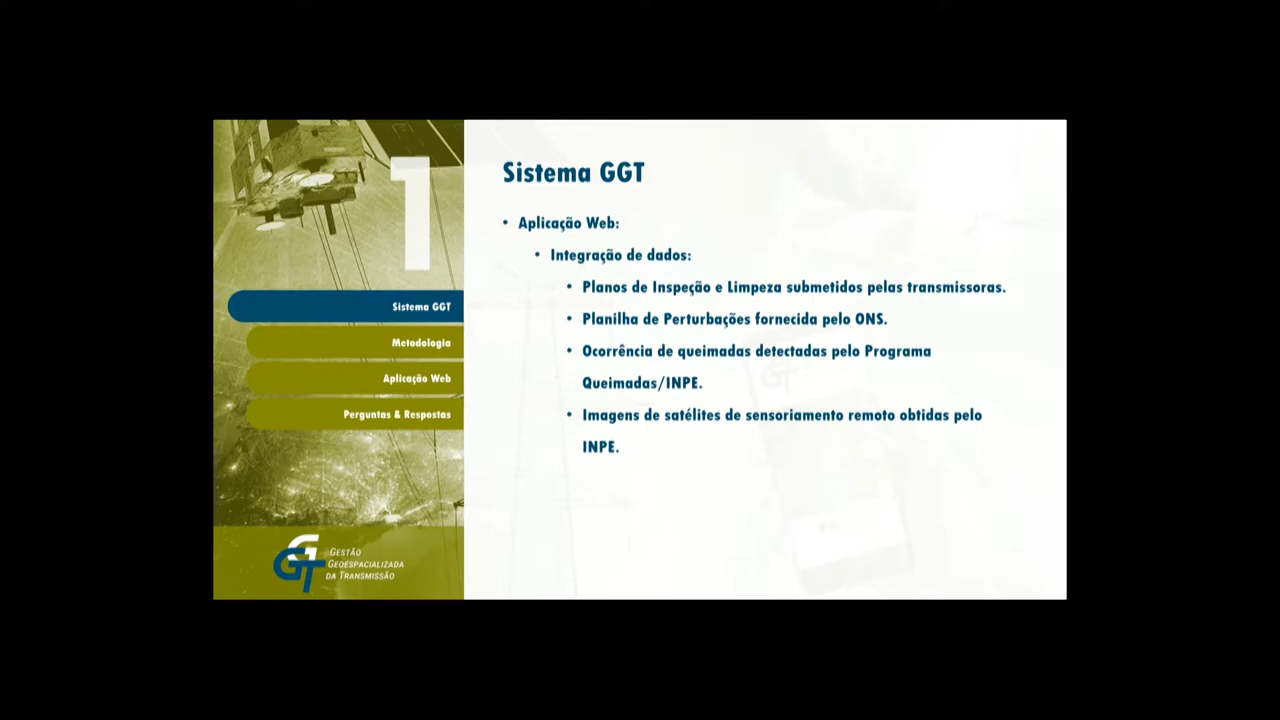 1
Sistema GGT
Metodologia
Aplicação Web
Perguntas & Respostas
GGT
GESTÃO
GEOESPACIALIZADA
DA TRANSMISSÃO
Sistema GGT
• Aplicação Web:
• Integração de dados:
• Planos de Inspeção e Limpeza submetidos pelas transmissoras.
• Planilha de Perturbações fornecida pelo ONS.
• Ocorrência de queimadas detectadas pelo Programa
Queimadas/INPE.
• Imagens de satélites de sensoriamento remoto obtidas pelo
INPE.